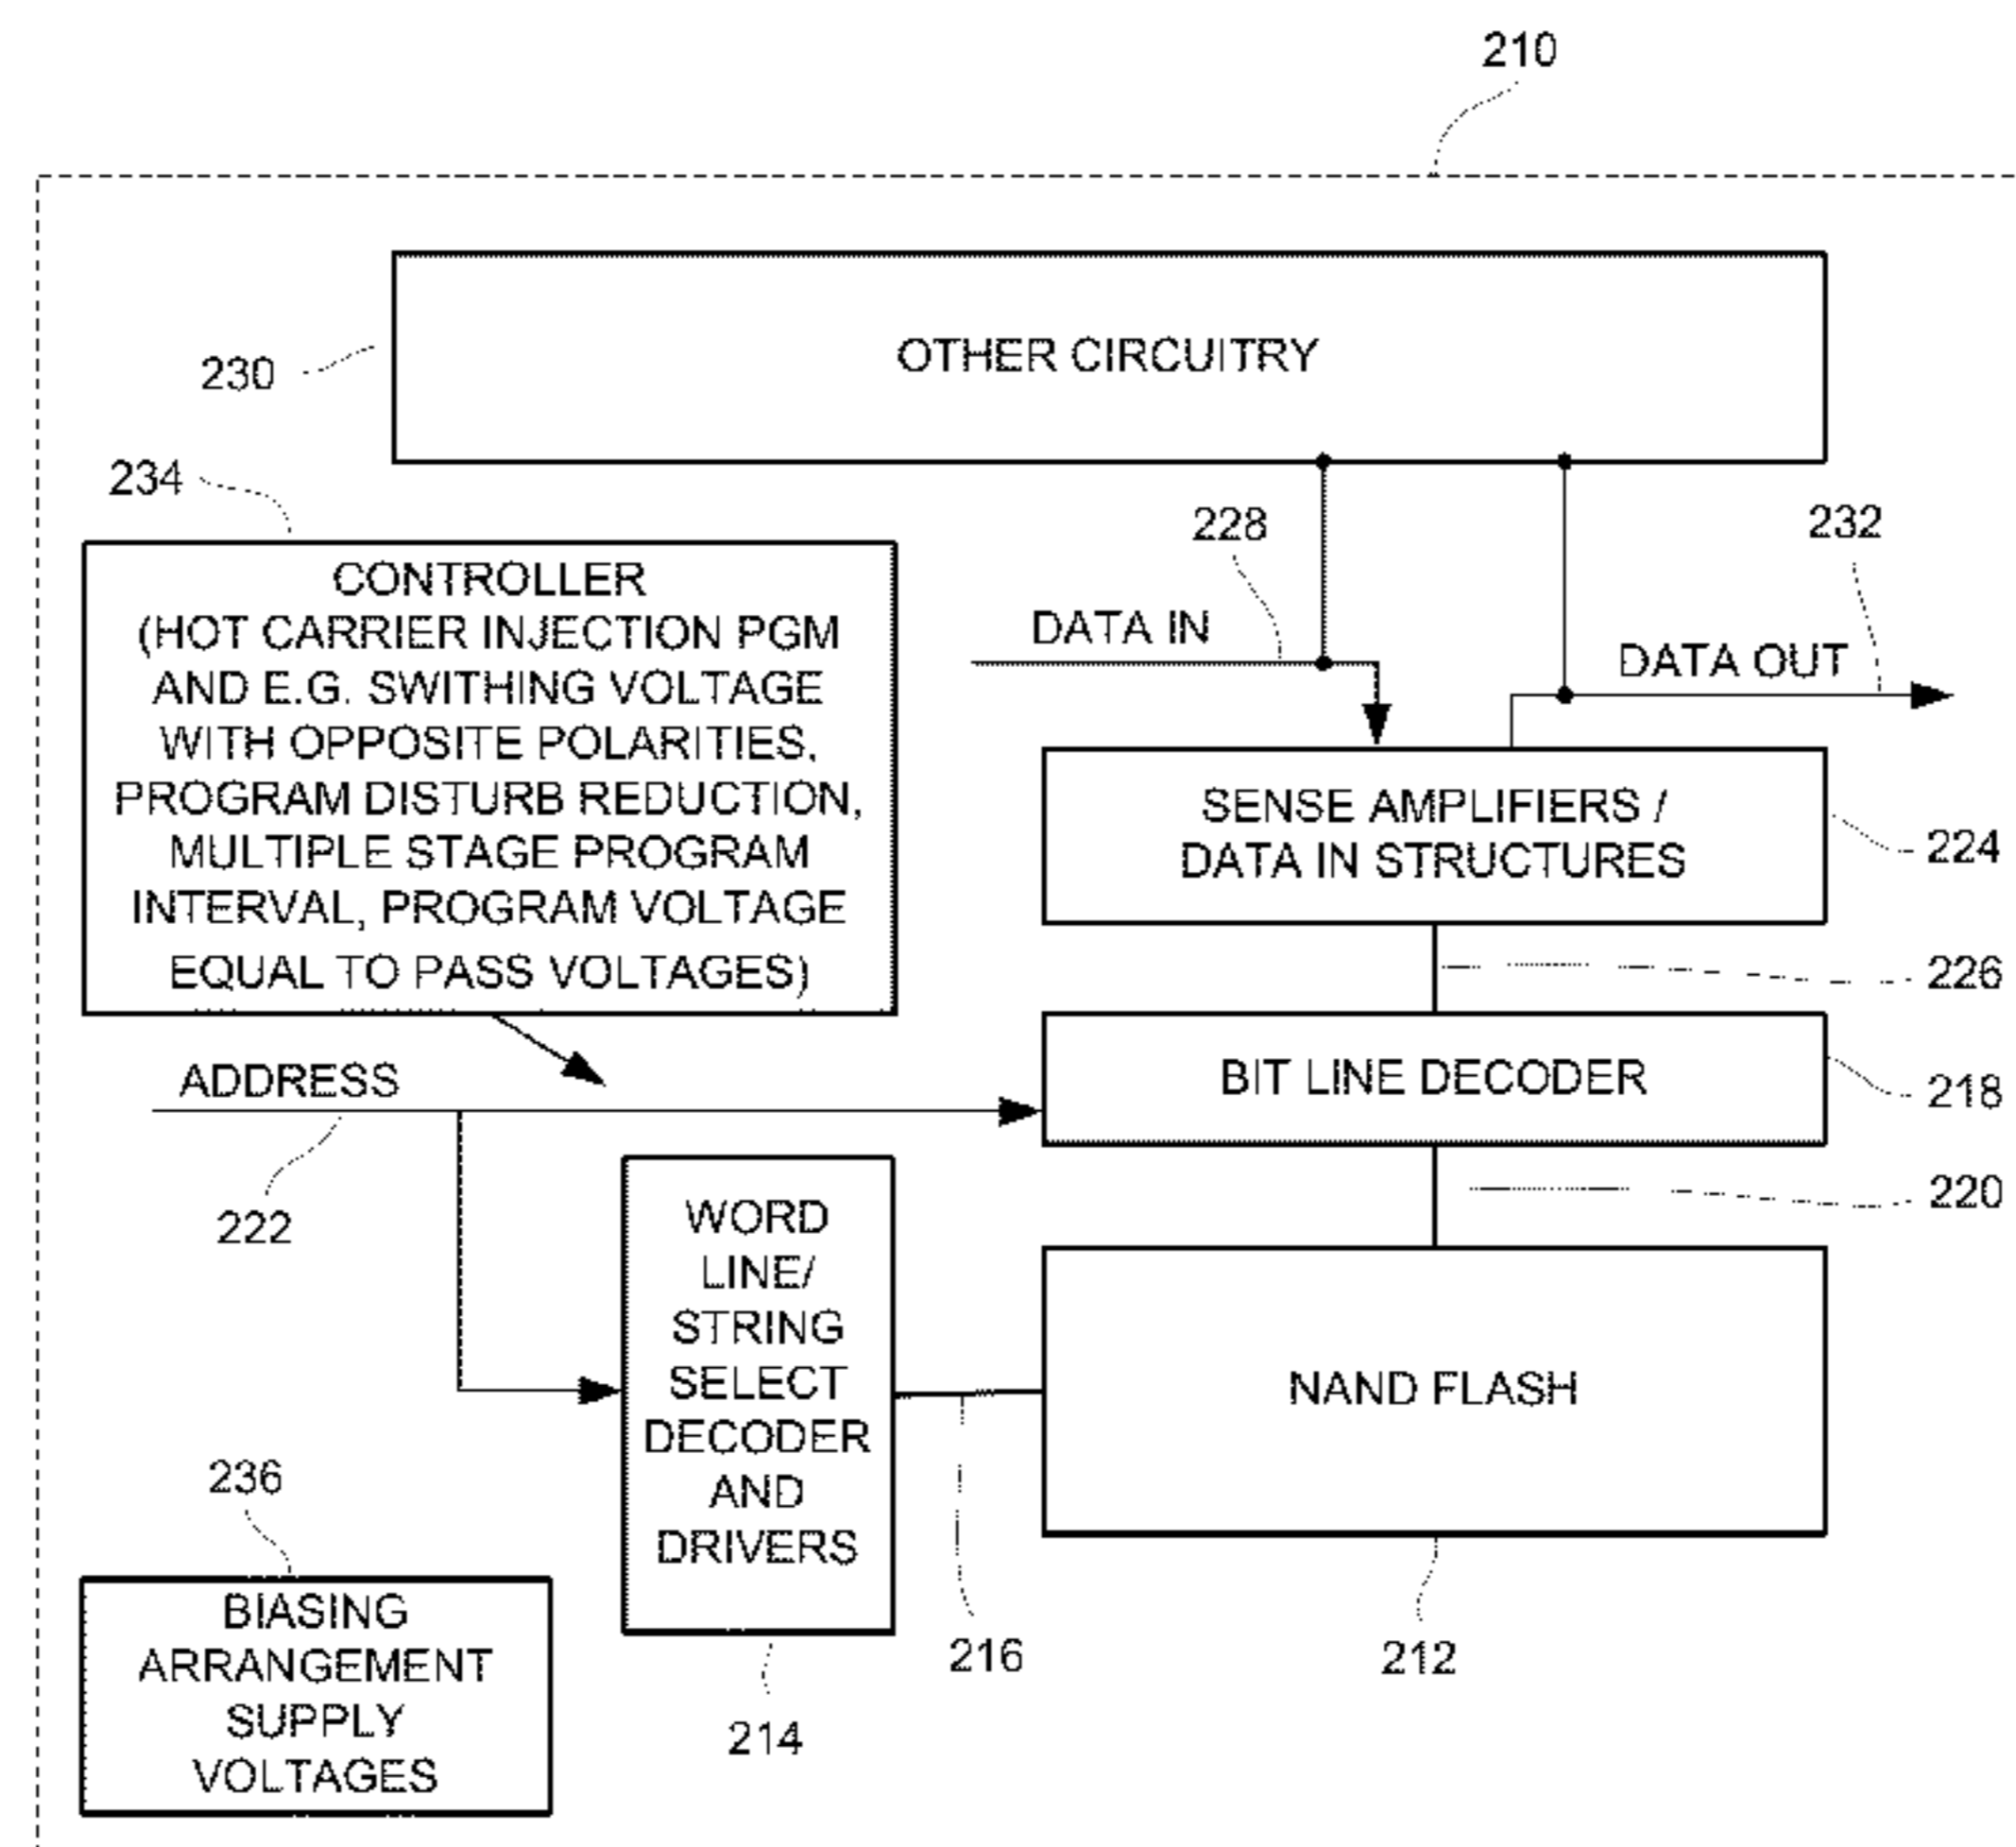 210
OTHER CIRCUITRY
230
234
CONTROLLER
(HOT CARRIER INJECTION PGM
AND E.G. SWITHING VOLTAGE
WITH OPPOSITE POLARITIES,
PROGRAM DISTURB REDUCTION,
MULTIPLE STAGE PROGRAM
INTERVAL, PROGRAM VOLTAGE
EQUAL TO PASS VOLTAGES)
228
232
DATA IN
DATA OUT
SENSE AMPLIFIERS /
DATA IN STRUCTURES
224
226
ADDRESS
222
BIT LINE DECODER
218
220
WORD
LINE/
STRING
SELECT
DECODER
AND
DRIVERS
214
216
NAND FLASH
212
236
BIASING
ARRANGEMENT
SUPPLY
VOLTAGES